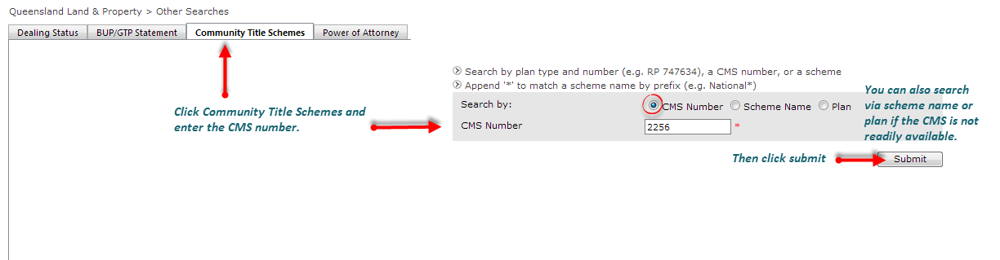 Queensland Land & Property > Other Searches
Dealing Status BUP/GTP Statement Community Title Schemes Power of Attorney
Search by plan type and number (e.g. RP 747634), a CMS number, or a scheme
Append '*' to match a scheme name by prefix (e.g. National*)
Click Community Title Schemes and
enter the CMS number.
Search by: CMS Number Scheme Name Plan
CMS Number 2256 *
You can also search
via scheme name or
plan if the CMS is not
readily available.
Then click submit
Submit